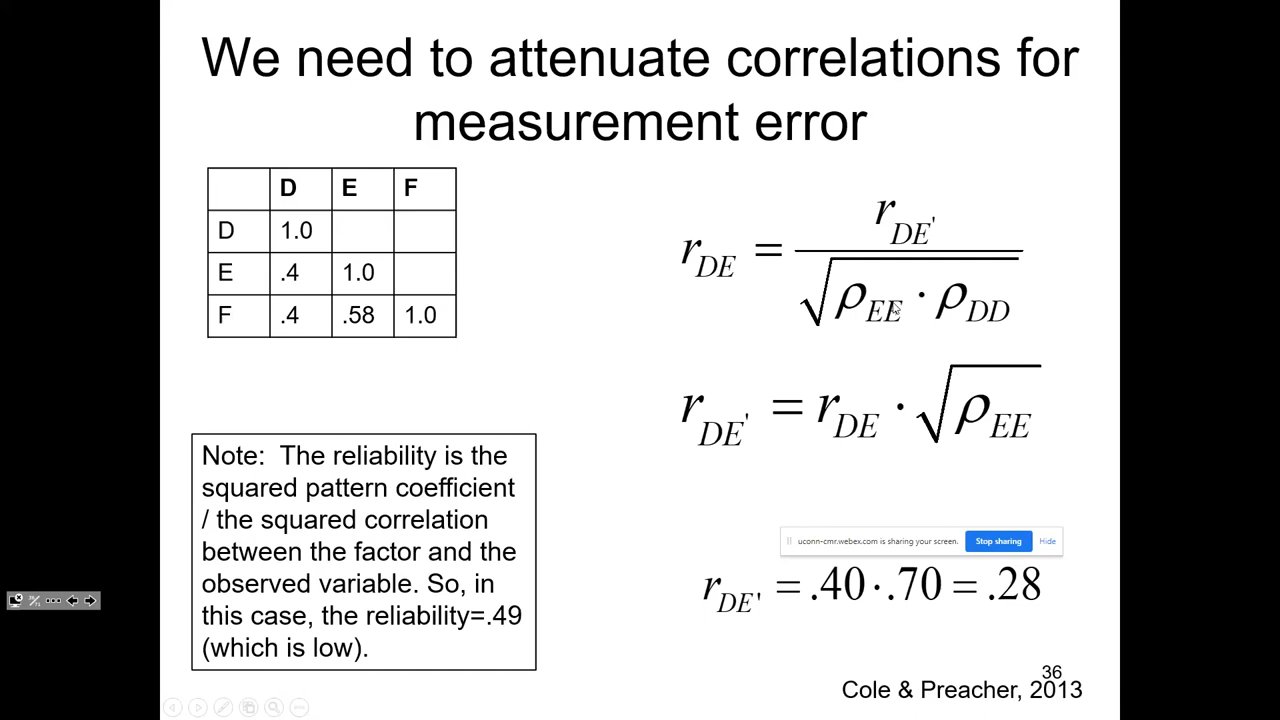 We need to attenuate correlations for
measurement error
D E F
D 1.0
E .4 1.0
F .4 .58 1.0
r_DE = r_DE' / √(ρ_EE · ρ_DD)
r_DE' = r_DE · √ρ_EE
Note: The reliability is the
squared pattern coefficient
/ the squared correlation
between the factor and the
observed variable. So, in
this case, the reliability=.49
(which is low).
uconn-cmr.webex.com is sharing your screen. Stop sharing Hide
r_DE' = .40 · .70 = .28
36
Cole & Preacher, 2013